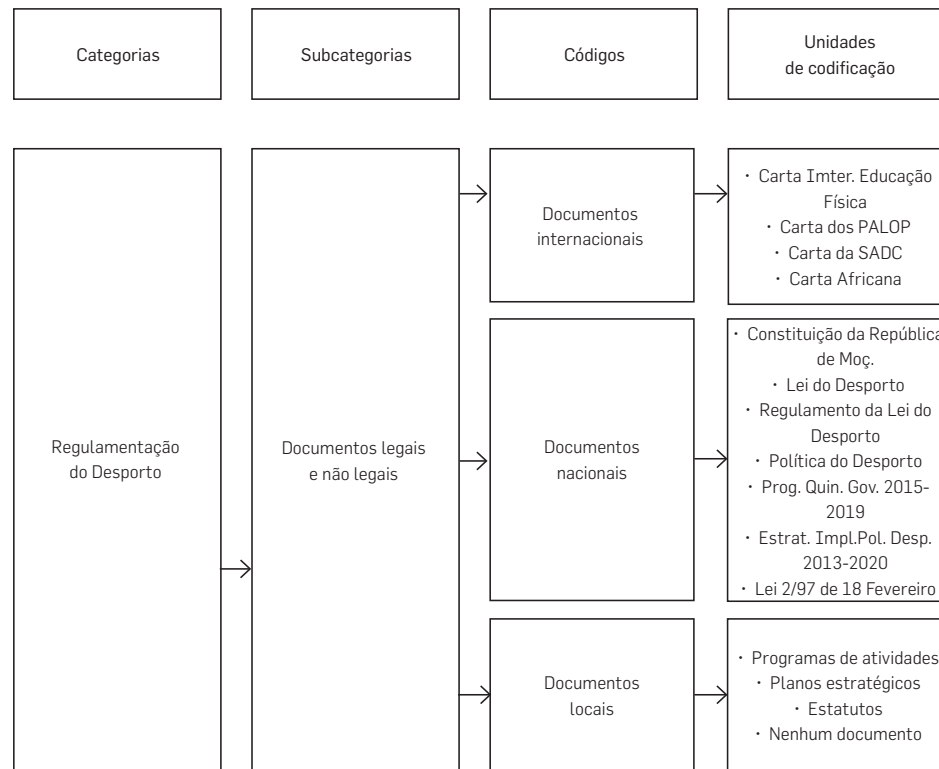 Categorias
Subcategorias
Códigos
Unidades
de codificação
Regulamentação
do Desporto
Documentos legais
e não legais
Documentos
internacionais
· Carta Imter. Educação
Física
· Carta dos PALOP
· Carta da SADC
· Carta Africana
Documentos
nacionais
· Constituição da República
de Moç.
· Lei do Desporto
· Regulamento da Lei do
Desporto
· Política do Desporto
· Prog. Quin. Gov. 2015-
2019
· Estrat. Impl.Pol. Desp.
2013-2020
· Lei 2/97 de 18 Fevereiro
Documentos
locais
· Programas de atividades
· Planos estratégicos
· Estatutos
· Nenhum documento